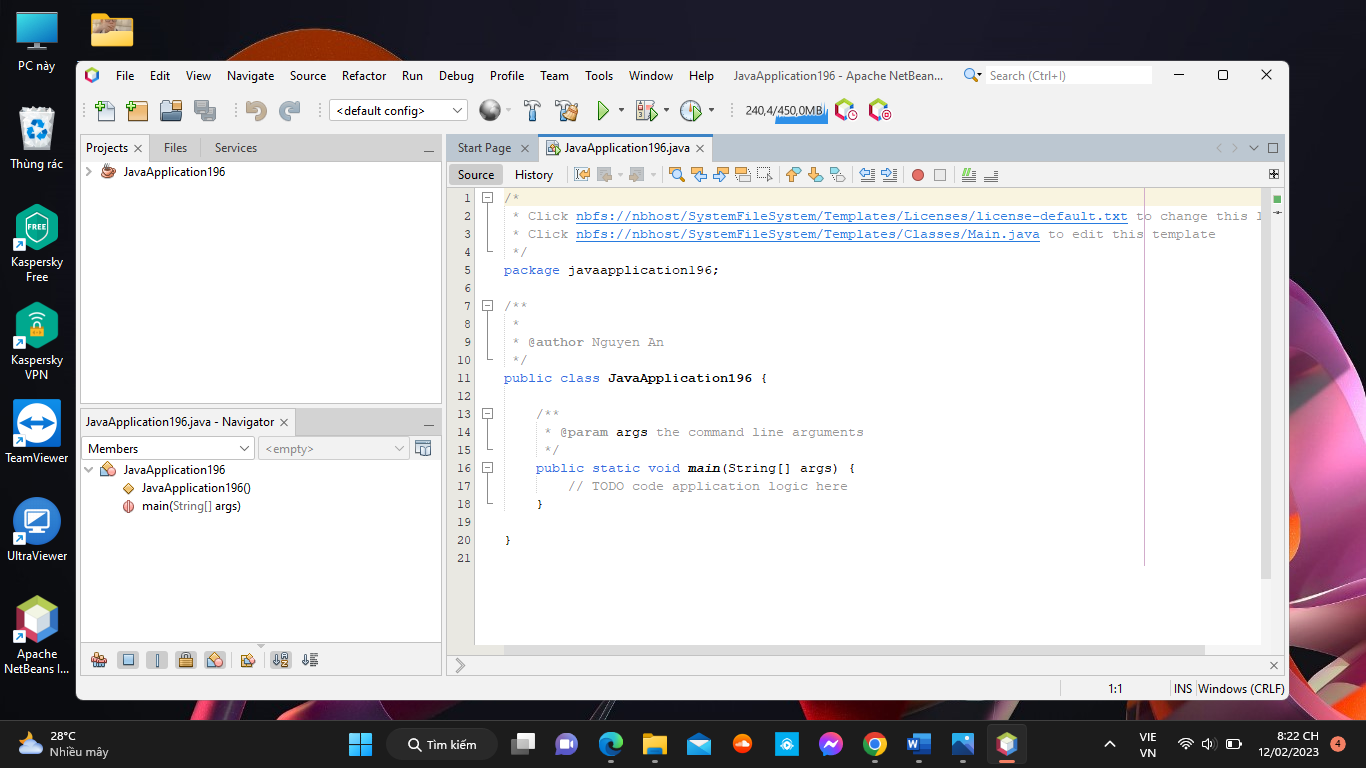 PC này
Thùng rác
Kaspersky
Free
Kaspersky
VPN
TeamViewer
UltraViewer
Apache
NetBeans I...
File Edit View Navigate Source Refactor Run Debug Profile Team Tools Window Help JavaApplication196 - Apache NetBean... Search (Ctrl+I)
<default config> 240,4/450,0MB
Projects Files Services
JavaApplication196
JavaApplication196.java - Navigator
Members <empty>
JavaApplication196
JavaApplication196()
main(String[] args)
Start Page JavaApplication196.java
Source History
1 /*
2 * Click nbfs://nbhost/SystemFileSystem/Templates/Licenses/license-default.txt to change this l
3 * Click nbfs://nbhost/SystemFileSystem/Templates/Classes/Main.java to edit this template
4 */
5 package javaapplication196;
6
7 /**
8 *
9 * @author Nguyen An
10 */
11 public class JavaApplication196 {
12
13 /**
14 * @param args the command line arguments
15 */
16 public static void main(String[] args) {
17 // TODO code application logic here
18 }
19
20 }
21
1:1 INS Windows (CRLF)
28°C
Nhiều mây
Tìm kiếm
VIE
VN
8:22 CH
12/02/2023
4